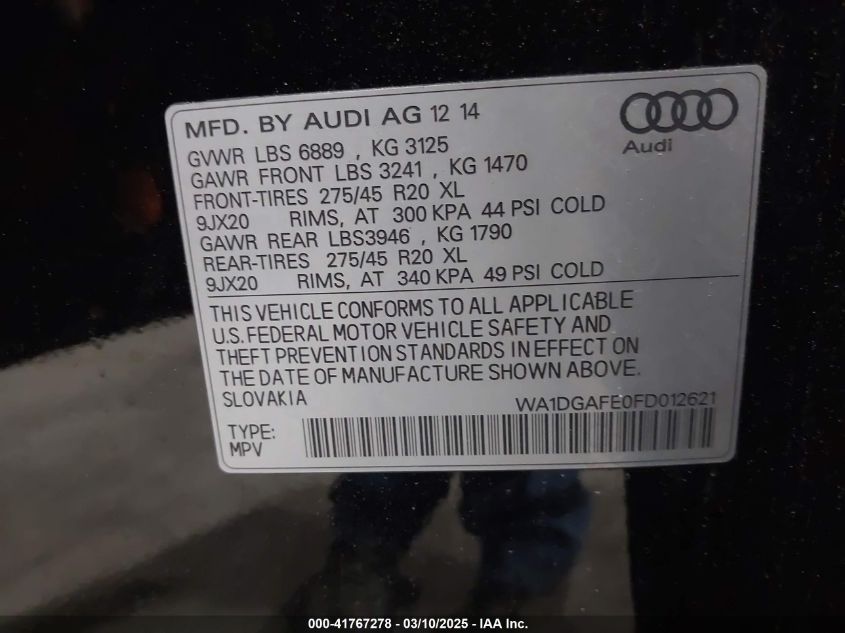 MFD. BY AUDI AG 12 14
Audi
GVWR LBS 6889 , KG 3125
GAWR FRONT LBS 3241 , KG 1470
FRONT-TIRES 275/45 R20 XL
9JX20 RIMS, AT 300 KPA 44 PSI COLD
GAWR REAR LBS3946 , KG 1790
REAR-TIRES 275/45 R20 XL
9JX20 RIMS, AT 340 KPA 49 PSI COLD
THIS VEHICLE CONFORMS TO ALL APPLICABLE
U.S. FEDERAL MOTOR VEHICLE SAFETY AND
THEFT PREVENTION STANDARDS IN EFFECT ON
THE DATE OF MANUFACTURE SHOWN ABOVE.
SLOVAKIA
WA1DGAFE0FD012621
TYPE:
MPV
000-41767278 - 03/10/2025 - IAA Inc.